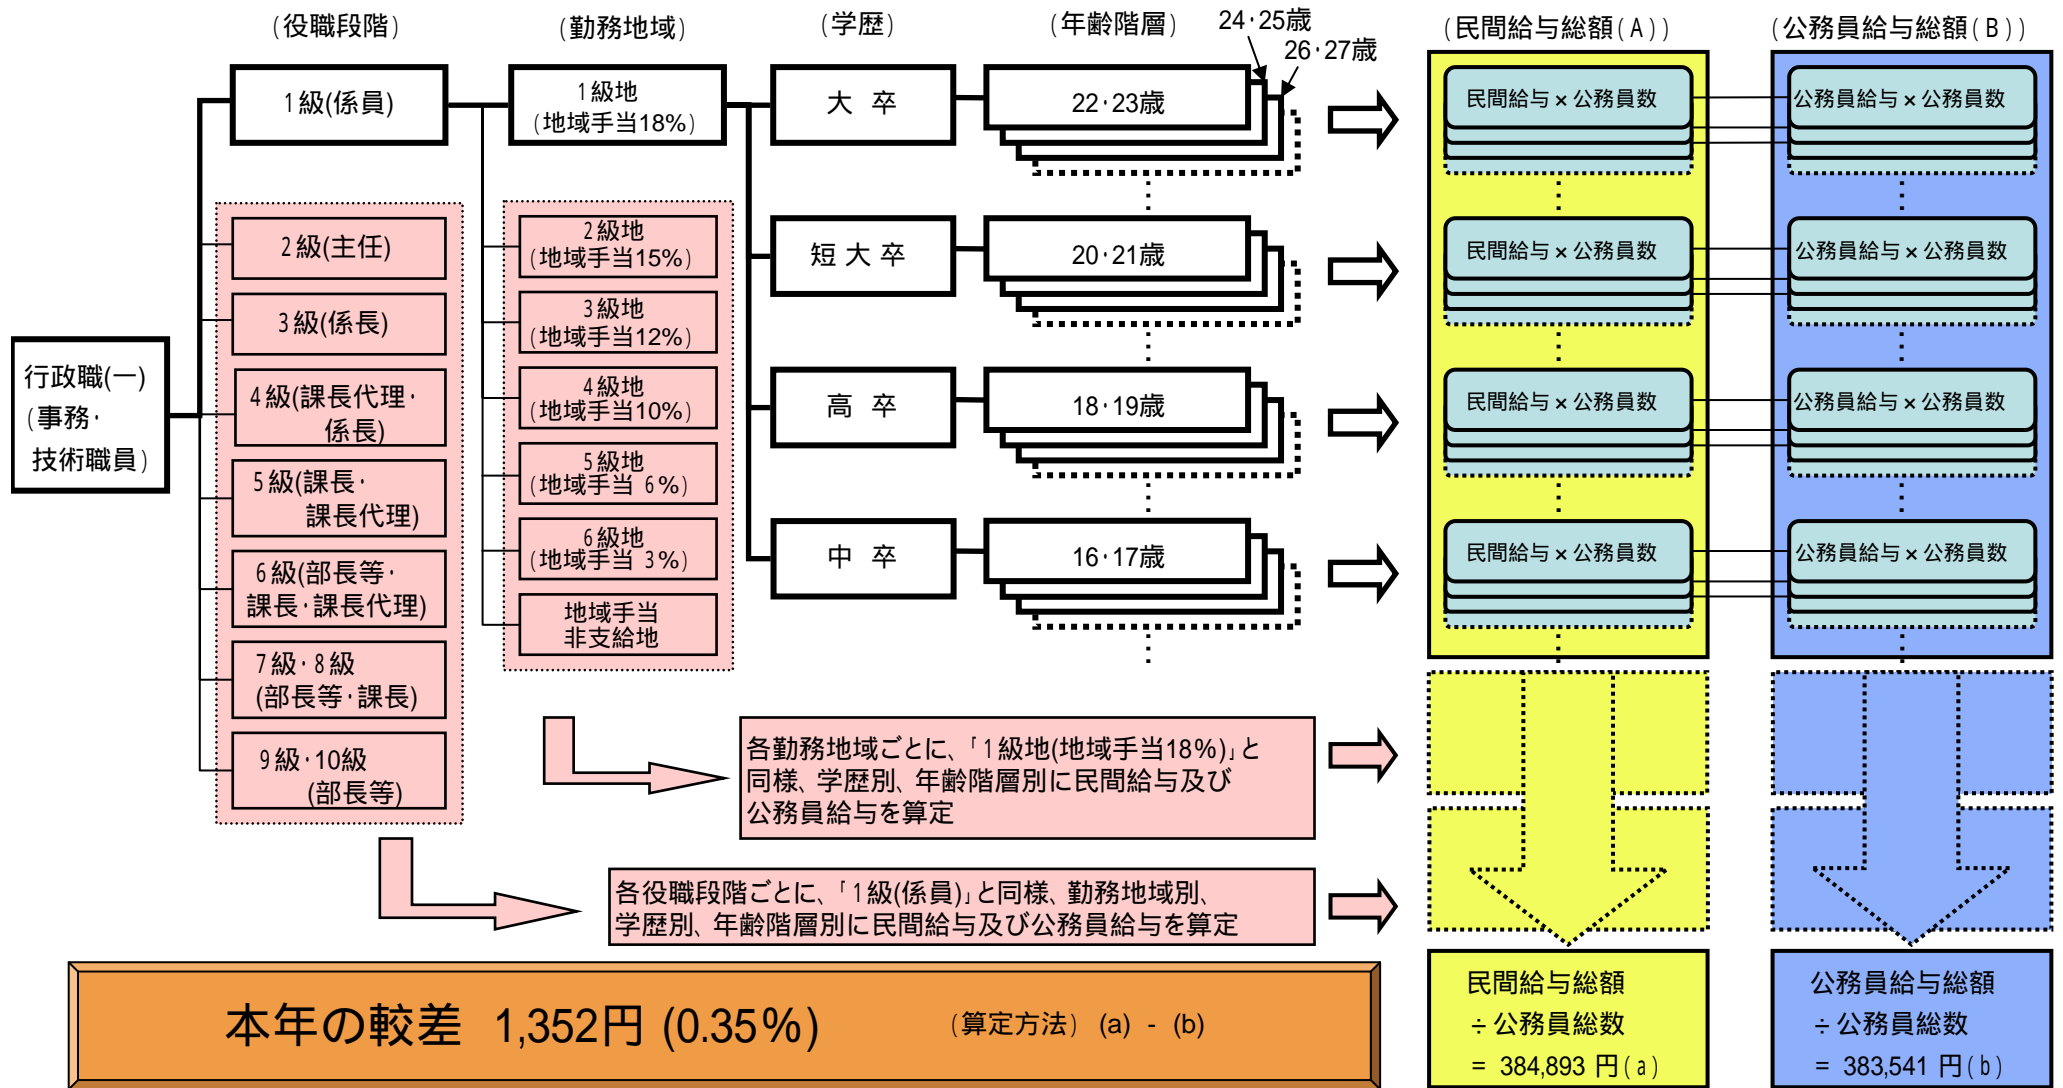 (役職段階)
(勤務地域)
(学歴)
(年齢階層)
24・25歳
26・27歳
(民間給与総額(A))
(公務員給与総額(B))
行政職(一)
(事務・
技術職員)
1級(係員)
2級(主任)
3級(係長)
4級(課長代理・
係長)
5級(課長・
課長代理)
6級(部長等・
課長・課長代理)
7級・8級
(部長等・課長)
9級・10級
(部長等)
1級地
(地域手当18%)
2級地
(地域手当15%)
3級地
(地域手当12%)
4級地
(地域手当10%)
5級地
(地域手当 6%)
6級地
(地域手当 3%)
地域手当
非支給地
大 卒
22・23歳
民間給与×公務員数
公務員給与×公務員数
短大卒
20・21歳
民間給与×公務員数
公務員給与×公務員数
高 卒
18・19歳
民間給与×公務員数
公務員給与×公務員数
中 卒
16・17歳
民間給与×公務員数
公務員給与×公務員数
各勤務地域ごとに、「1級地(地域手当18%)」と
同様、学歴別、年齢階層別に民間給与及び
公務員給与を算定
各役職段階ごとに、「1級(係員)」と同様、勤務地域別、
学歴別、年齢階層別に民間給与及び公務員給与を算定
本年の較差 1,352円 (0.35%) (算定方法) (a) - (b)
民間給与総額
÷公務員総数
= 384,893 円(a)
公務員給与総額
÷公務員総数
= 383,541 円(b)